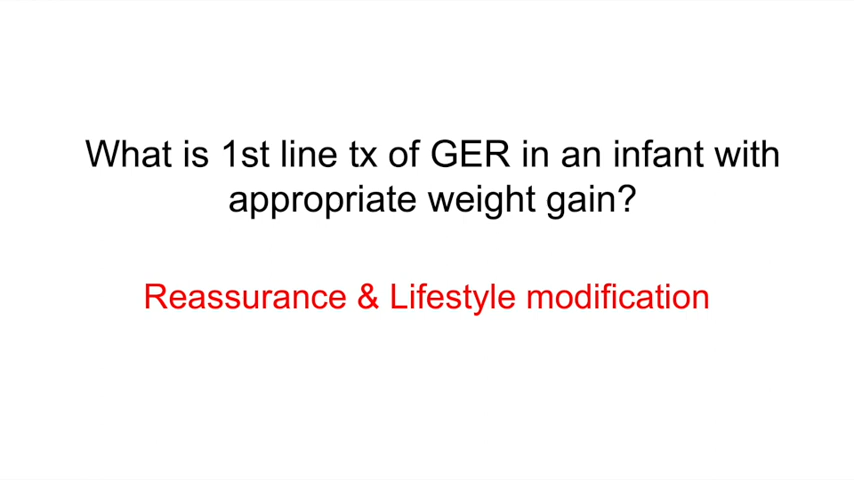 What is 1st line tx of GER in an infant with
appropriate weight gain?
Reassurance & Lifestyle modification